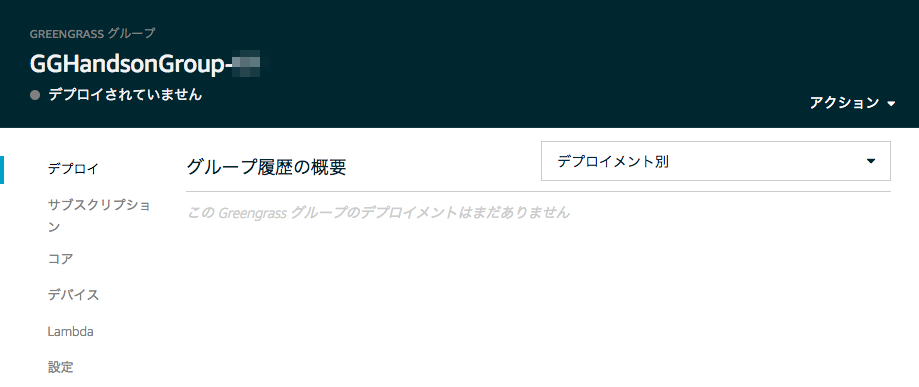 GREENGRASS グループ
GGHandsonGroup-
デプロイされていません
アクション
デプロイ
グループ履歴の概要
デプロイメント別
サブスクリプショ
ン
この Greengrass グループのデプロイメントはまだありません
コア
デバイス
Lambda
設定